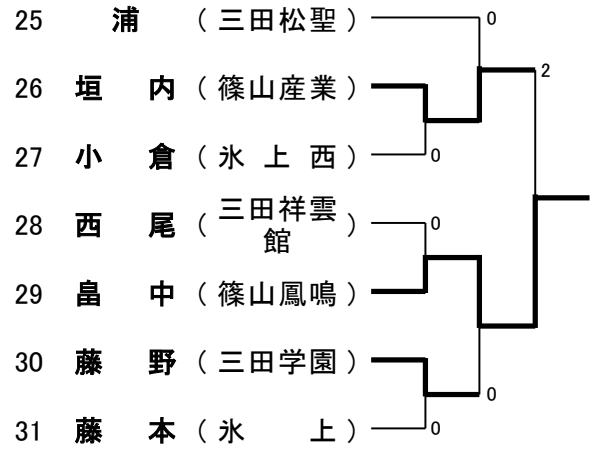 25 浦 ( 三田松聖 ) 0
2
26 垣 内 ( 篠山産業 )
27 小 倉 ( 氷 上 西 ) 0
28 西 尾 ( 三田祥雲館 ) 0
29 畠 中 ( 篠山鳳鳴 )
30 藤 野 ( 三田学園 )
0
31 藤 本 ( 氷 上 ) 0